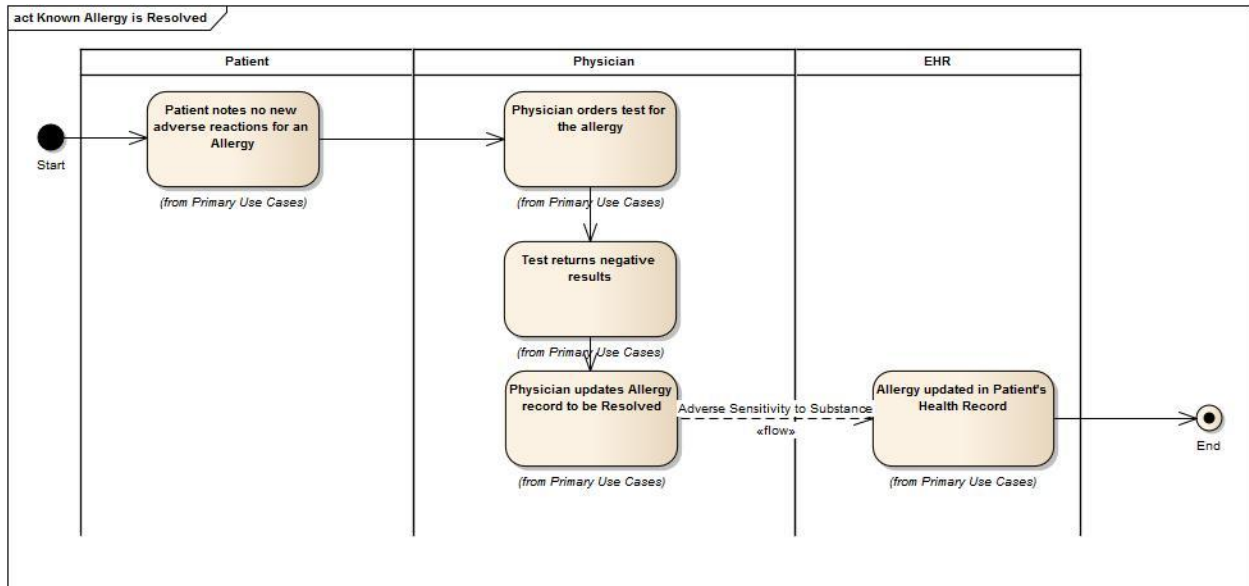 act Known Allergy is Resolved
Patient
Physician
EHR
Start
Patient notes no new
adverse reactions for an
Allergy
(from Primary Use Cases)
Physician orders test for
the allergy
(from Primary Use Cases)
Test returns negative
results
(from Primary Use Cases)
Physician updates Allergy
record to be Resolved
(from Primary Use Cases)
Adverse Sensitivity to Substance
«flow»
Allergy updated in Patient's
Health Record
(from Primary Use Cases)
End